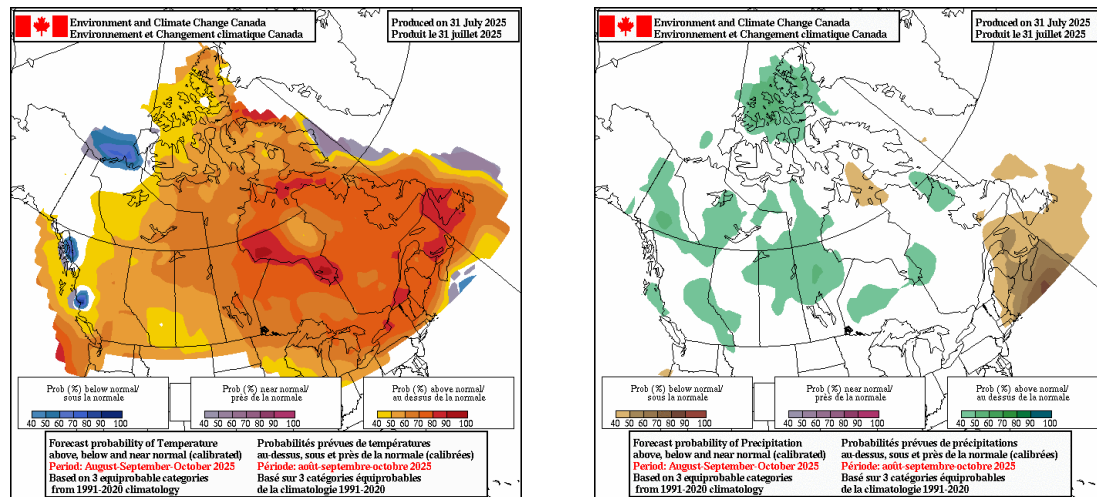 Environment and Climate Change Canada
Environnement et Changement climatique Canada
Produced on 31 July 2025
Produit le 31 juillet 2025
Prob (%) below normal/
sous la normale
40 50 60 70 80 90 100
Prob (%) near normal/
près de la normale
40 50 60 70 80 90 100
Prob (%) above normal/
au dessus de la normale
40 50 60 70 80 90 100
Forecast probability of Temperature
above, below and near normal (calibrated)
Period: August-September-October 2025
Based on 3 equiprobable categories
from 1991-2020 climatology
Probabilités prévues de températures
au-dessus, sous et près de la normale (calibrées)
Période: août-septembre-octobre 2025
Basé sur 3 catégories équiprobables
de la climatologie 1991-2020
Environment and Climate Change Canada
Environnement et Changement climatique Canada
Produced on 31 July 2025
Produit le 31 juillet 2025
Prob (%) below normal/
sous la normale
40 50 60 70 80 90 100
Prob (%) near normal/
près de la normale
40 50 60 70 80 90 100
Prob (%) above normal/
au dessus de la normale
40 50 60 70 80 90 100
Forecast probability of Precipitation
above, below and near normal (calibrated)
Period: August-September-October 2025
Based on 3 equiprobable categories
from 1991-2020 climatology
Probabilités prévues de précipitations
au-dessus, sous et près de la normale (calibrées)
Période: août-septembre-octobre 2025
Basé sur 3 catégories équiprobables
de la climatologie 1991-2020